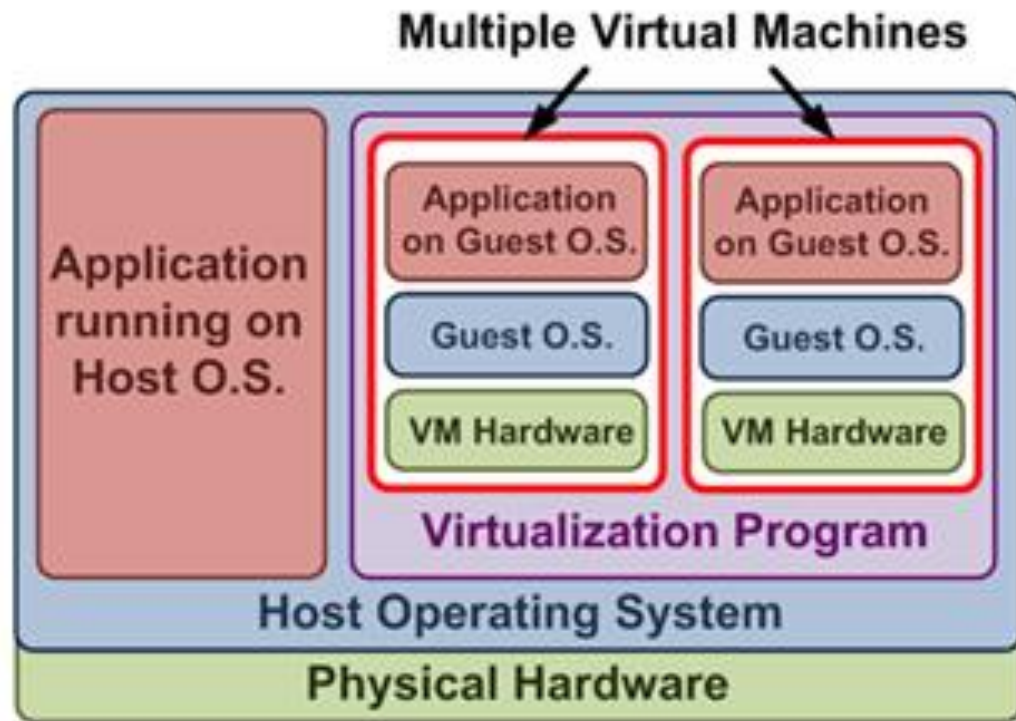 Multiple Virtual Machines
Application
running on
Host O.S.
Application
on Guest O.S.
Guest O.S.
VM Hardware
Application
on Guest O.S.
Guest O.S.
VM Hardware
Virtualization Program
Host Operating System
Physical Hardware